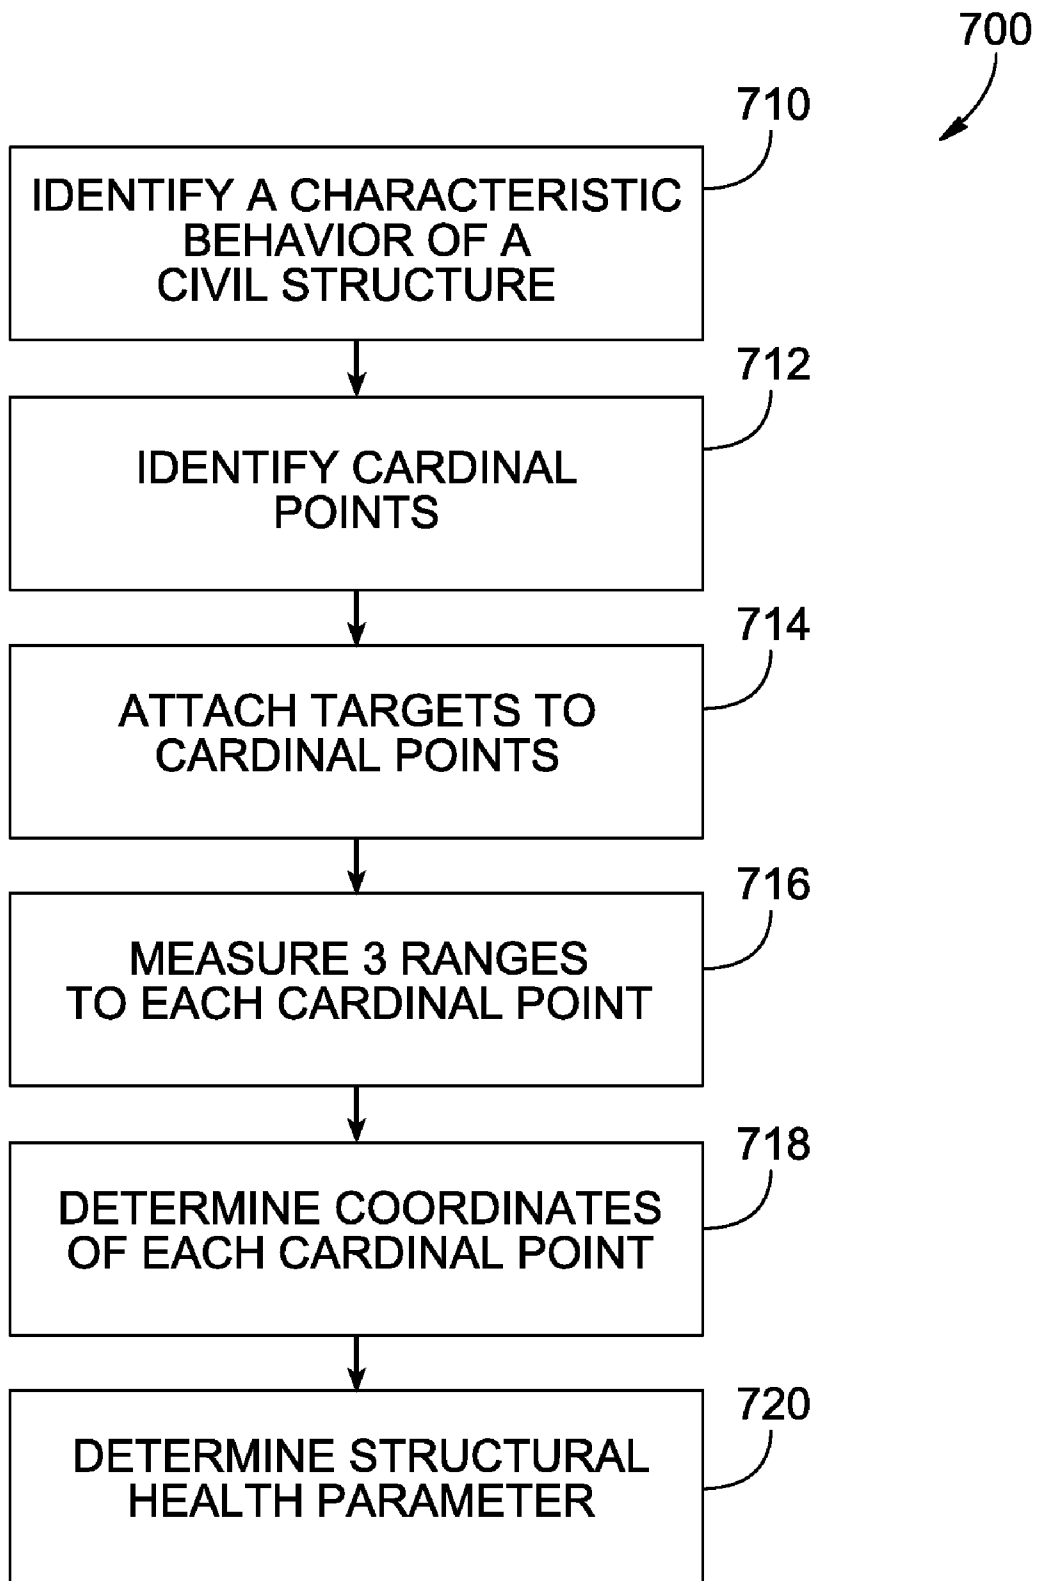 700
710
IDENTIFY A CHARACTERISTIC
BEHAVIOR OF A
CIVIL STRUCTURE
712
IDENTIFY CARDINAL
POINTS
714
ATTACH TARGETS TO
CARDINAL POINTS
716
MEASURE 3 RANGES
TO EACH CARDINAL POINT
718
DETERMINE COORDINATES
OF EACH CARDINAL POINT
720
DETERMINE STRUCTURAL
HEALTH PARAMETER